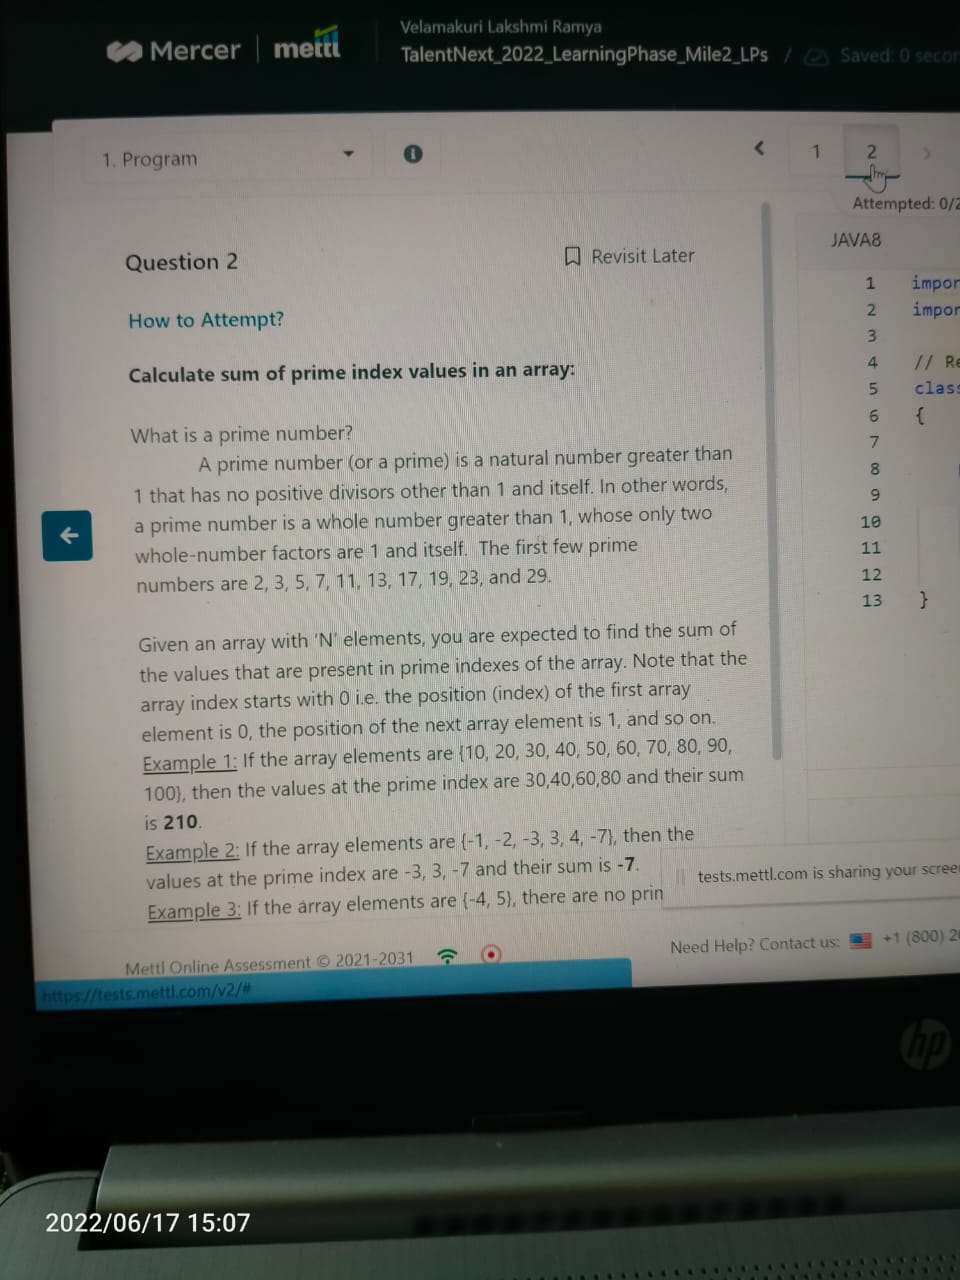 Mercer | mettl
Velamakuri Lakshmi Ramya
TalentNext_2022_LearningPhase_Mile2_LPs / Saved: 0 secon
1. Program
1
2
Attempted: 0/2
Question 2
Revisit Later
JAVA8
How to Attempt?
Calculate sum of prime index values in an array:
What is a prime number?
A prime number (or a prime) is a natural number greater than
1 that has no positive divisors other than 1 and itself. In other words,
a prime number is a whole number greater than 1, whose only two
whole-number factors are 1 and itself. The first few prime
numbers are 2, 3, 5, 7, 11, 13, 17, 19, 23, and 29.
Given an array with 'N' elements, you are expected to find the sum of
the values that are present in prime indexes of the array. Note that the
array index starts with 0 i.e. the position (index) of the first array
element is 0, the position of the next array element is 1, and so on.
Example 1: If the array elements are {10, 20, 30, 40, 50, 60, 70, 80, 90,
100}, then the values at the prime index are 30,40,60,80 and their sum
is 210.
Example 2: If the array elements are {-1, -2, -3, 3, 4, -7}, then the
values at the prime index are -3, 3, -7 and their sum is -7.
Example 3: If the array elements are {-4, 5}, there are no prin
1 impor
2 impor
3
4 // Re
5 class
6 {
7
8
9
10
11
12
13 }
tests.mettl.com is sharing your scree
Mettl Online Assessment © 2021-2031
Need Help? Contact us: +1 (800) 2
https://tests.mettl.com/v2/#
hp
2022/06/17 15:07